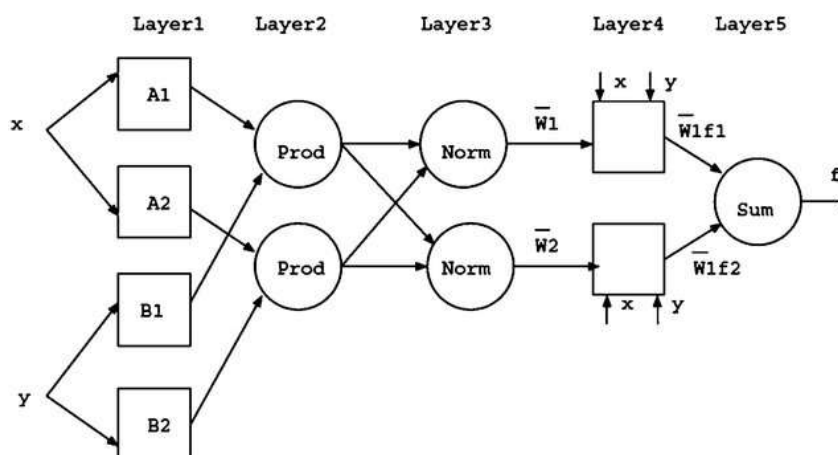 Layer1 Layer2 Layer3 Layer4 Layer5
x y
A1
W̅1
W̅1f1
x
Prod
Norm
f
A2
Sum
W̅2
B1
Prod
Norm
W̅1f2
x y
y
B2